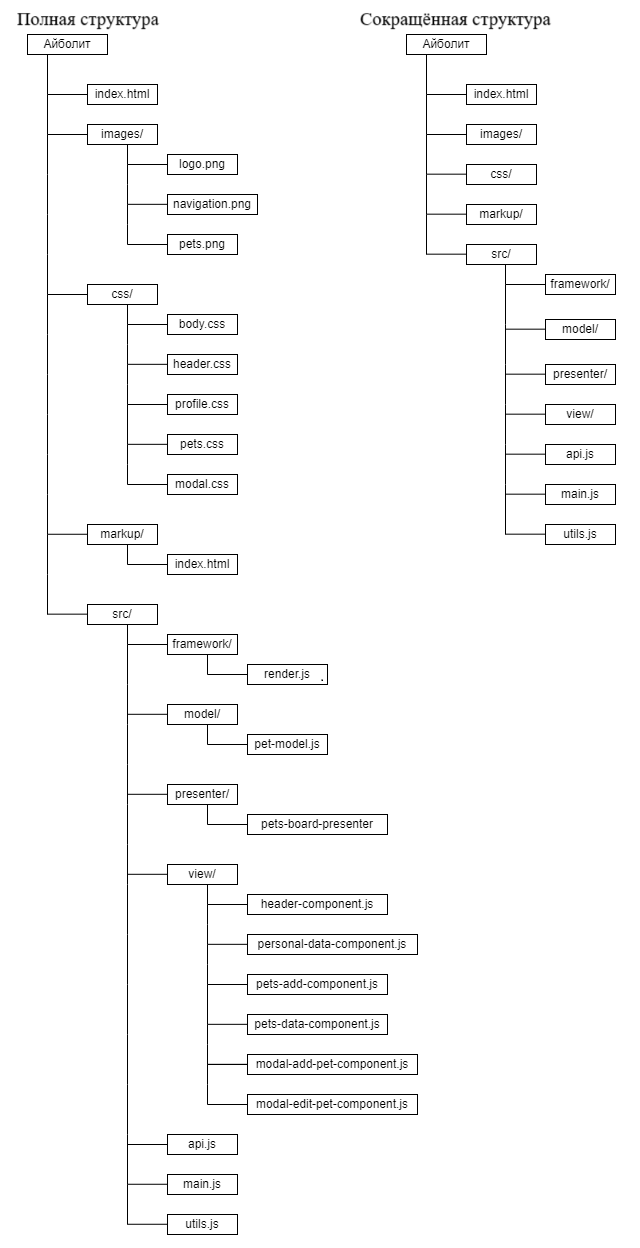 Полная структура
Айболит
index.html
images/
logo.png
navigation.png
pets.png
css/
body.css
header.css
profile.css
pets.css
modal.css
markup/
index.html
src/
framework/
render.js .
model/
pet-model.js
presenter/
pets-board-presenter
view/
header-component.js
personal-data-component.js
pets-add-component.js
pets-data-component.js
modal-add-pet-component.js
modal-edit-pet-component.js
api.js
main.js
utils.js
Сокращённая структура
Айболит
index.html
images/
css/
markup/
src/
framework/
model/
presenter/
view/
api.js
main.js
utils.js